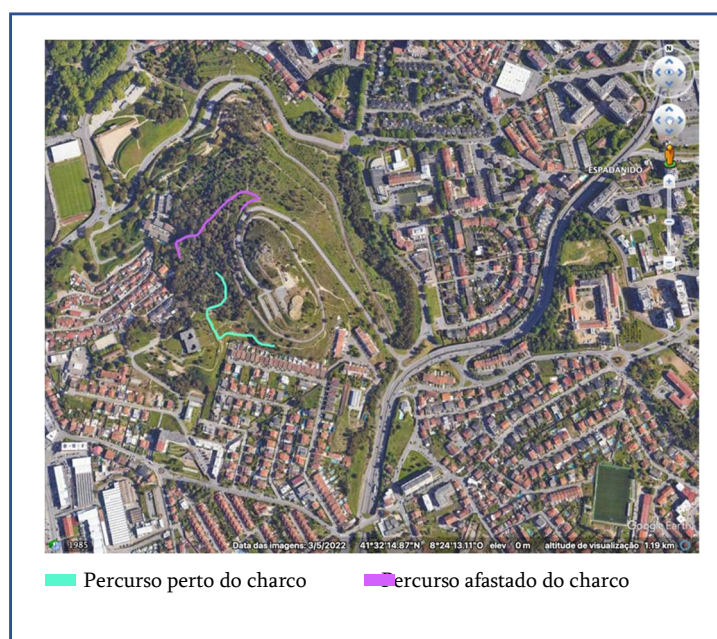 N
ESPADANIDO
Google Earth
1985
Data das imagens: 3/5/2022 41°32'14.87"N 8°24'13.11"O elev 0 m altitude de visualização 1.19 km
Percurso perto do charco
Percurso afastado do charco